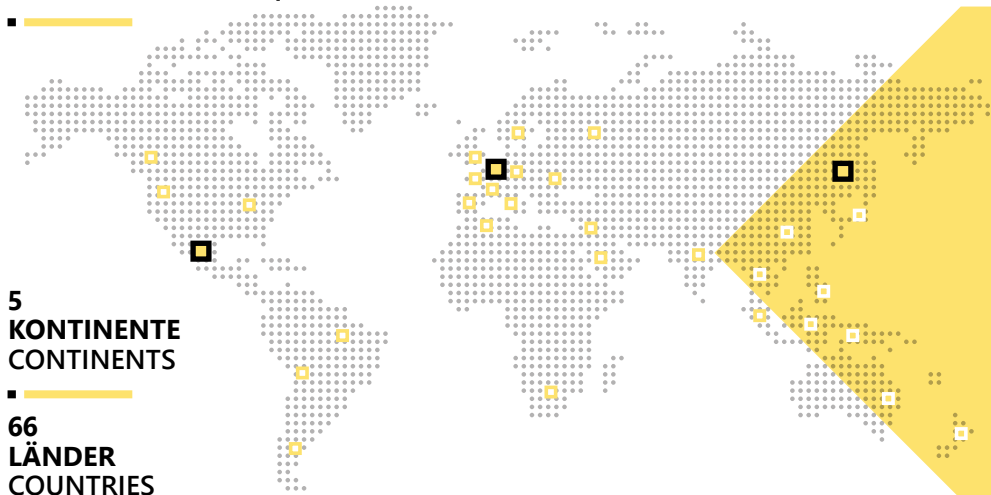 5
KONTINENTE
CONTINENTS
66
LÄNDER
COUNTRIES